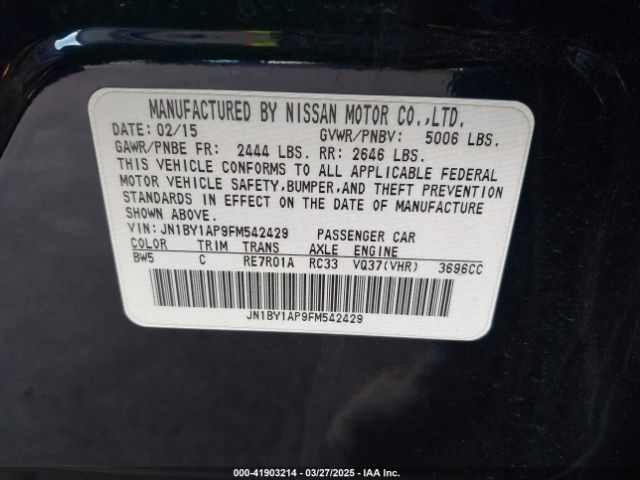 MANUFACTURED BY NISSAN MOTOR CO.,LTD.
DATE: 02/15 GVWR/PNBV: 5006 LBS.
GAWR/PNBE FR: 2444 LBS. RR: 2646 LBS.
THIS VEHICLE CONFORMS TO ALL APPLICABLE FEDERAL
MOTOR VEHICLE SAFETY, BUMPER, AND THEFT PREVENTION
STANDARDS IN EFFECT ON THE DATE OF MANUFACTURE
SHOWN ABOVE.
VIN: JN1BY1AP9FM542429 PASSENGER CAR
COLOR TRIM TRANS AXLE ENGINE
BW5 C RE7R01A RC33 VQ37(VHR) 3696CC
JN1BY1AP9FM542429
000-41903214 - 03/27/2025 - IAA Inc.